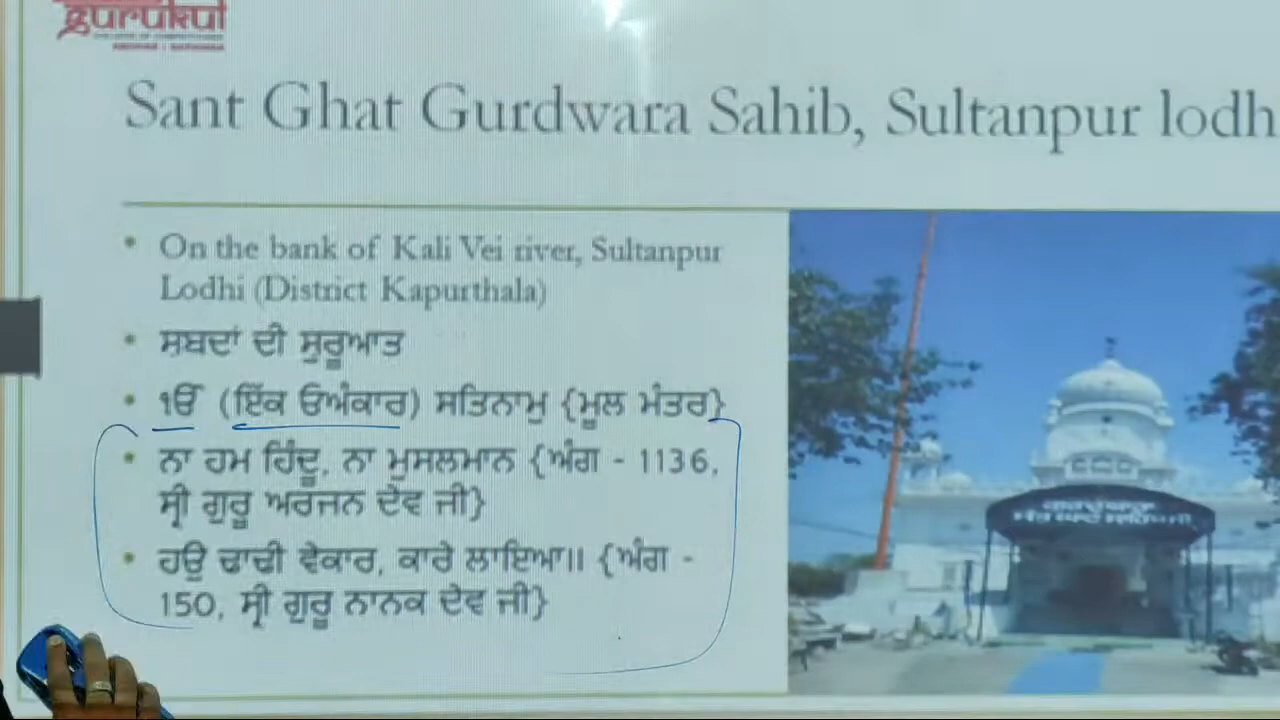 gurukul
Sant Ghat Gurdwara Sahib, Sultanpur lodh
• On the bank of Kali Vei river, Sultanpur
Lodhi (District Kapurthala)
• ਸ਼ਬਦਾਂ ਦੀ ਸੁਰੂਆਤ
• ੧ੳ (ਇੱਕ ਓਅੰਕਾਰ) ਸਤਿਨਾਮੁ {ਮੂਲ ਮੰਤਰ}
• ਨਾ ਹਮ ਹਿੰਦੂ, ਨਾ ਮੁਸਲਮਾਨ {ਅੰਗ - 1136,
ਸ੍ਰੀ ਗੁਰੂ ਅਰਜਨ ਦੇਵ ਜੀ}
• ਹਉ ਢਾਢੀ ਵੇਕਾਰ, ਕਾਰੇ ਲਾਇਆ॥ {ਅੰਗ -
150, ਸ੍ਰੀ ਗੁਰੂ ਨਾਨਕ ਦੇਵ ਜੀ}